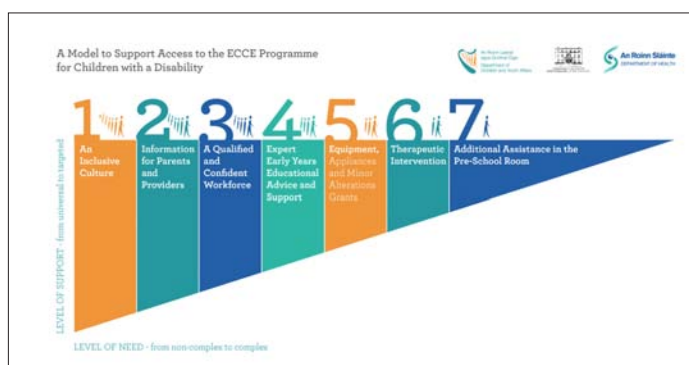 A Model to Support Access to the ECCE Programme
for Children with a Disability
An Roinn Sláinte
DEPARTMENT OF HEALTH
1
An
Inclusive
Culture
2
Information
for Parents
and
Providers
3
A Qualified
and
Confident
Workforce
4
Expert
Early Years
Educational
Advice and
Support
5
Equipment,
Appliances
and Minor
Alterations
Grants
6
Therapeutic
Intervention
7
Additional Assistance in the
Pre-School Room
LEVEL OF SUPPORT - from universal to targeted
LEVEL OF NEED - from non-complex to complex